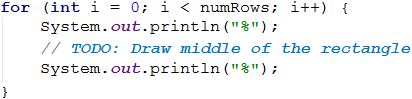 for (int i = 0; i < numRows; i++) {
    System.out.println("%");
    // TODO: Draw middle of the rectangle
    System.out.println("%");
}